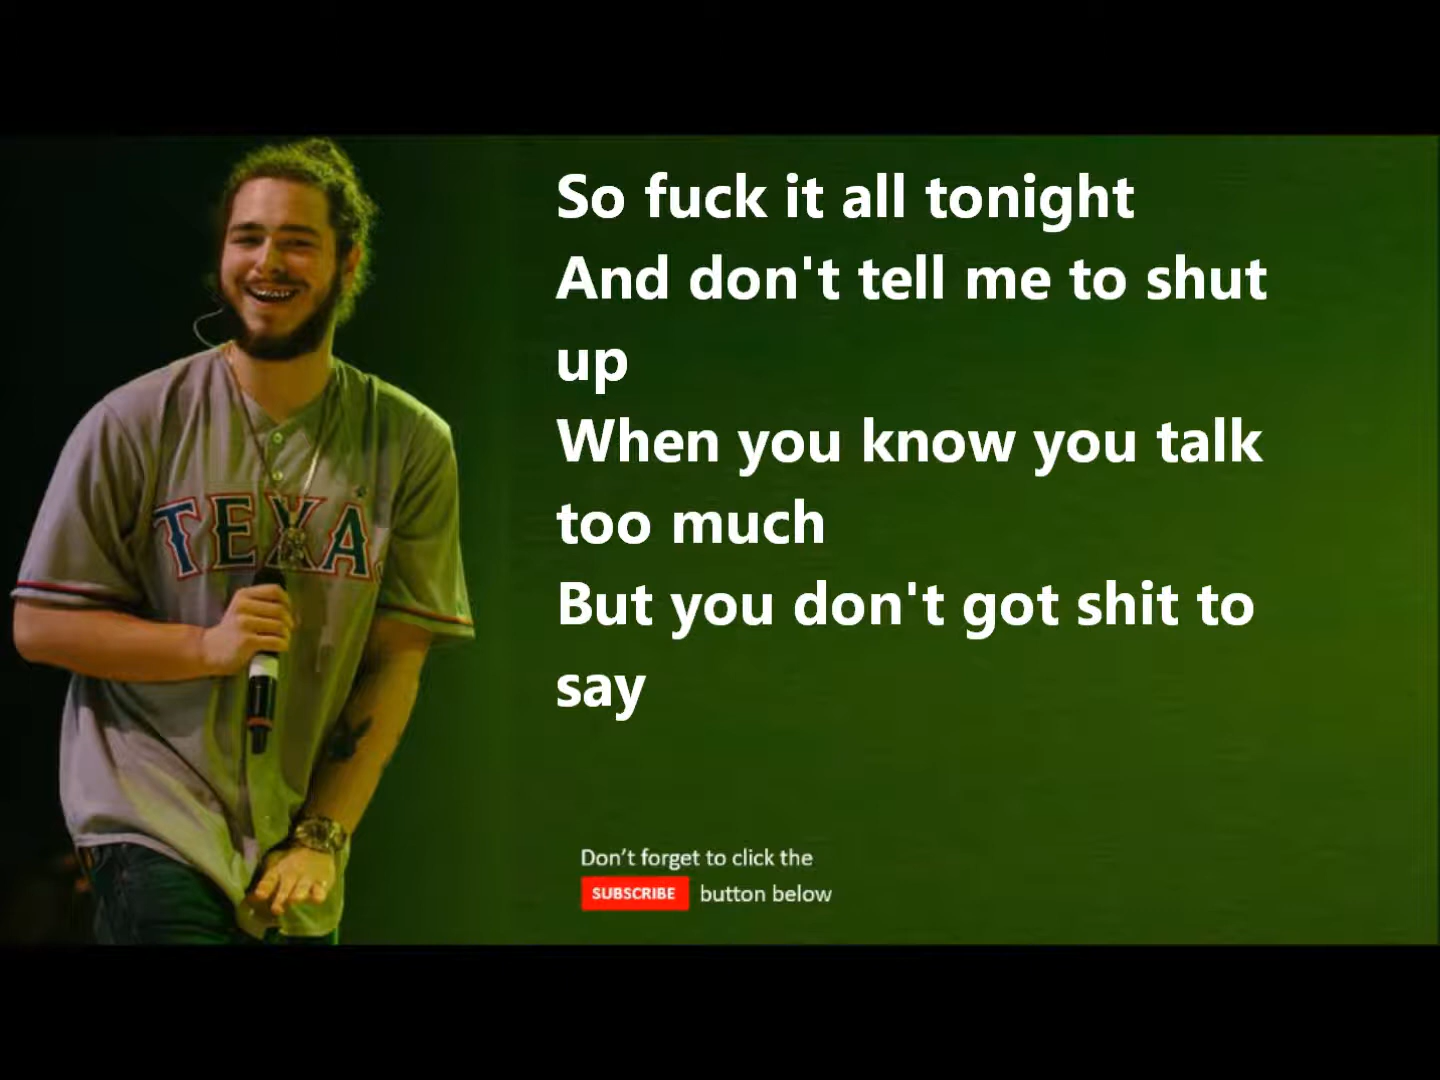 So fuck it all tonight
And don't tell me to shut
up
When you know you talk
too much
But you don't got shit to
say
TEXA
Don't forget to click the
SUBSCRIBE button below